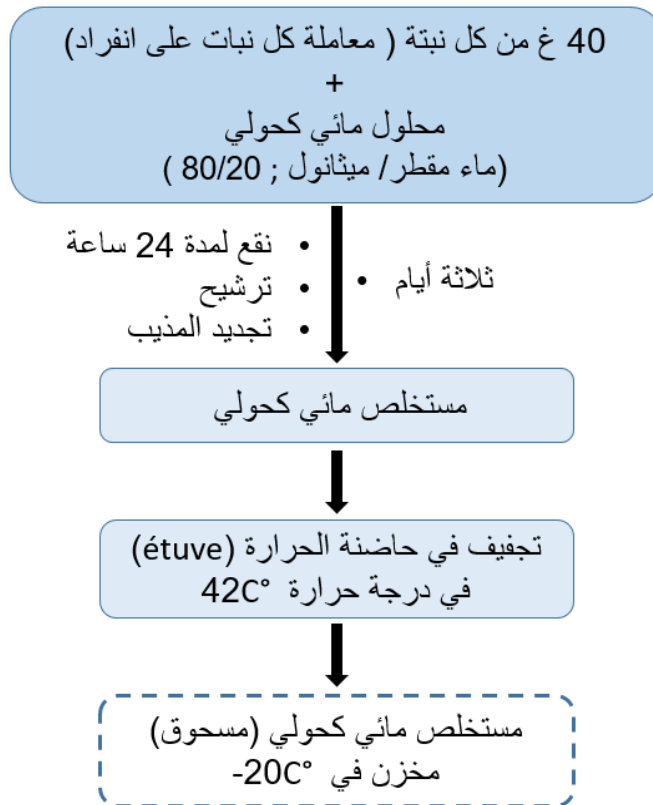 40 غ من كل نبتة ( معاملة كل نبات على انفراد)
+
محلول مائي كحولي
(ماء مقطر/ ميثانول ; 80/20 )
• نقع لمدة 24 ساعة
• ترشيح
• تجديد المذيب
• ثلاثة أيام
مستخلص مائي كحولي
تجفيف في حاضنة الحرارة (étuve)
في درجة حرارة 42C°
مستخلص مائي كحولي (مسحوق)
مخزن في -20C°